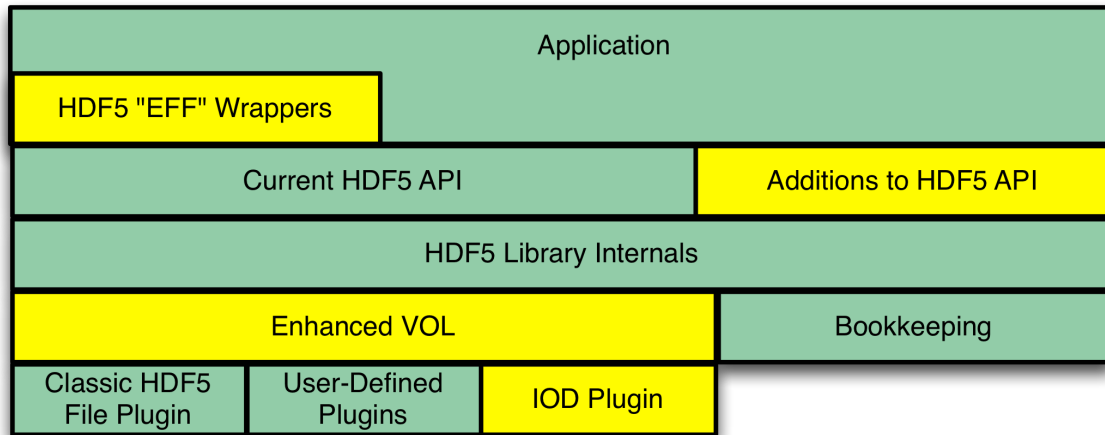 Application
HDF5 "EFF" Wrappers
Current HDF5 API
Additions to HDF5 API
HDF5 Library Internals
Enhanced VOL
Bookkeeping
Classic HDF5
File Plugin
User-Defined
Plugins
IOD Plugin